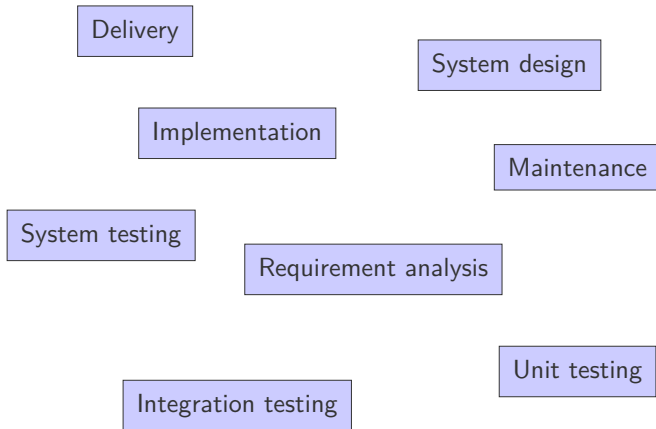 Delivery
System design
Implementation
Maintenance
System testing
Requirement analysis
Unit testing
Integration testing